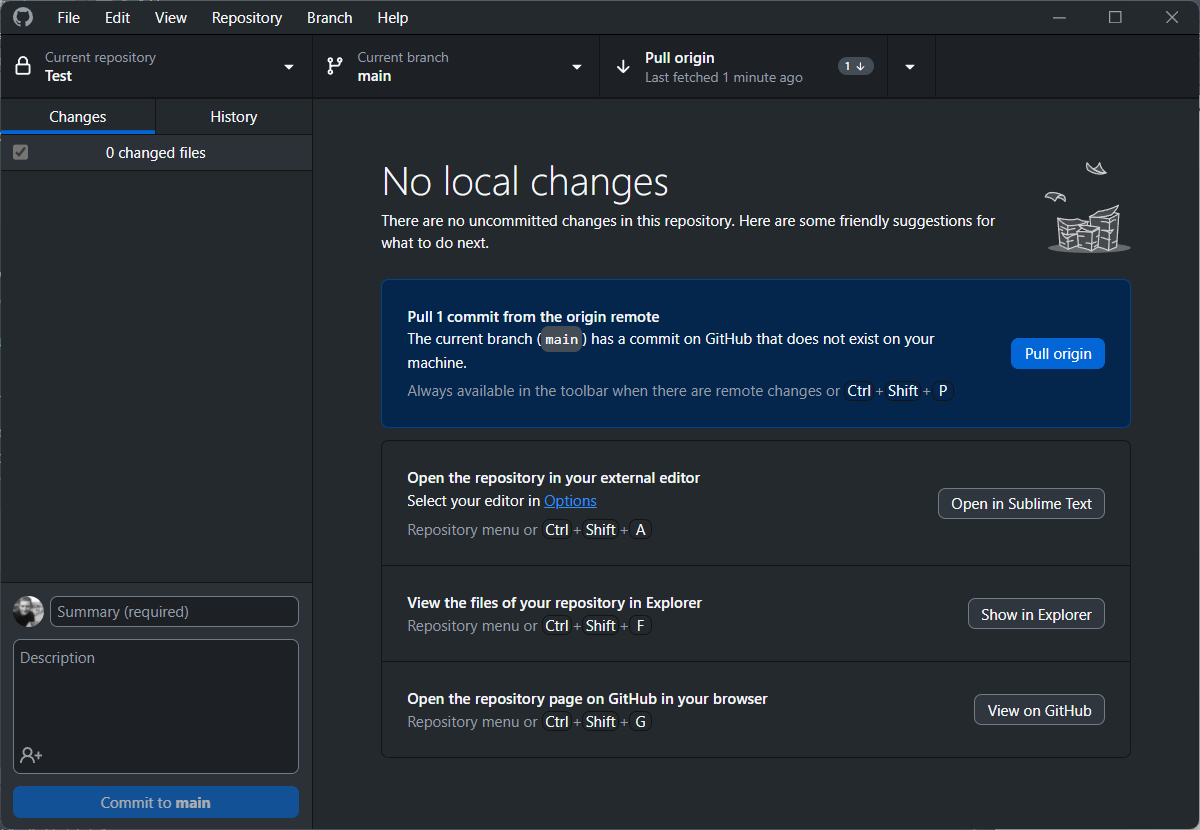 File Edit View Repository Branch Help
Current repository
Test
Current branch
main
Pull origin
Last fetched 1 minute ago
1
Changes
History
0 changed files
No local changes
There are no uncommitted changes in this repository. Here are some friendly suggestions for
what to do next.
Pull 1 commit from the origin remote
The current branch (main) has a commit on GitHub that does not exist on your
machine.
Always available in the toolbar when there are remote changes or Ctrl + Shift + P
Pull origin
Open the repository in your external editor
Select your editor in Options
Repository menu or Ctrl + Shift + A
Open in Sublime Text
View the files of your repository in Explorer
Repository menu or Ctrl + Shift + F
Show in Explorer
Open the repository page on GitHub in your browser
Repository menu or Ctrl + Shift + G
View on GitHub
Summary (required)
Description
Commit to main